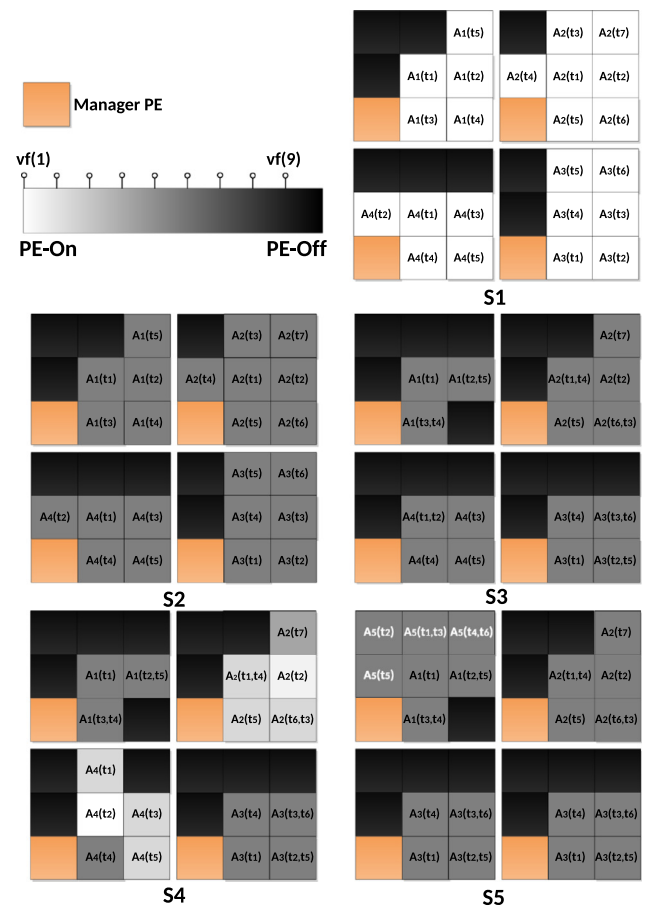 A1(t5) A2(t3) A2(t7)
A1(t1) A1(t2) A2(t4) A2(t1) A2(t2)
Manager PE
A1(t3) A1(t4) A2(t5) A2(t6)
vf(1) vf(9)
A3(t5) A3(t6)
A4(t2) A4(t1) A4(t3) A3(t4) A3(t3)
PE-On PE-Off
A4(t4) A4(t5) A3(t1) A3(t2)
S1
A1(t5) A2(t3) A2(t7)
A1(t1) A1(t2) A2(t4) A2(t1) A2(t2)
A1(t3) A1(t4) A2(t5) A2(t6)
A3(t5) A3(t6)
A4(t2) A4(t1) A4(t3) A3(t4) A3(t3)
A4(t4) A4(t5) A3(t1) A3(t2)
S2
A2(t7)
A1(t1) A1(t2,t5) A2(t1,t4) A2(t2)
A1(t3,t4) A2(t5) A2(t6,t3)
A4(t1,t2) A4(t3) A3(t4) A3(t3,t6)
A4(t4) A4(t5) A3(t1) A3(t2,t5)
S3
A2(t7)
A1(t1) A1(t2,t5) A2(t1,t4) A2(t2)
A1(t3,t4) A2(t5) A2(t6,t3)
A4(t1)
A4(t2) A4(t3) A3(t4) A3(t3,t6)
A4(t4) A4(t5) A3(t1) A3(t2,t5)
S4
A5(t2) A5(t1,t3) A5(t4,t6) A2(t7)
A5(t5) A1(t1) A1(t2,t5) A2(t1,t4) A2(t2)
A1(t3,t4) A2(t5) A2(t6,t3)
A3(t4) A3(t3,t6) A3(t4) A3(t3,t6)
A3(t1) A3(t2,t5) A3(t1) A3(t2,t5)
S5